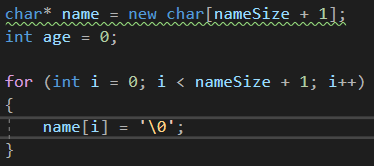 char* name = new char[nameSize + 1];
int age = 0;
for (int i = 0; i < nameSize + 1; i++)
{
name[i] = '\0';
}